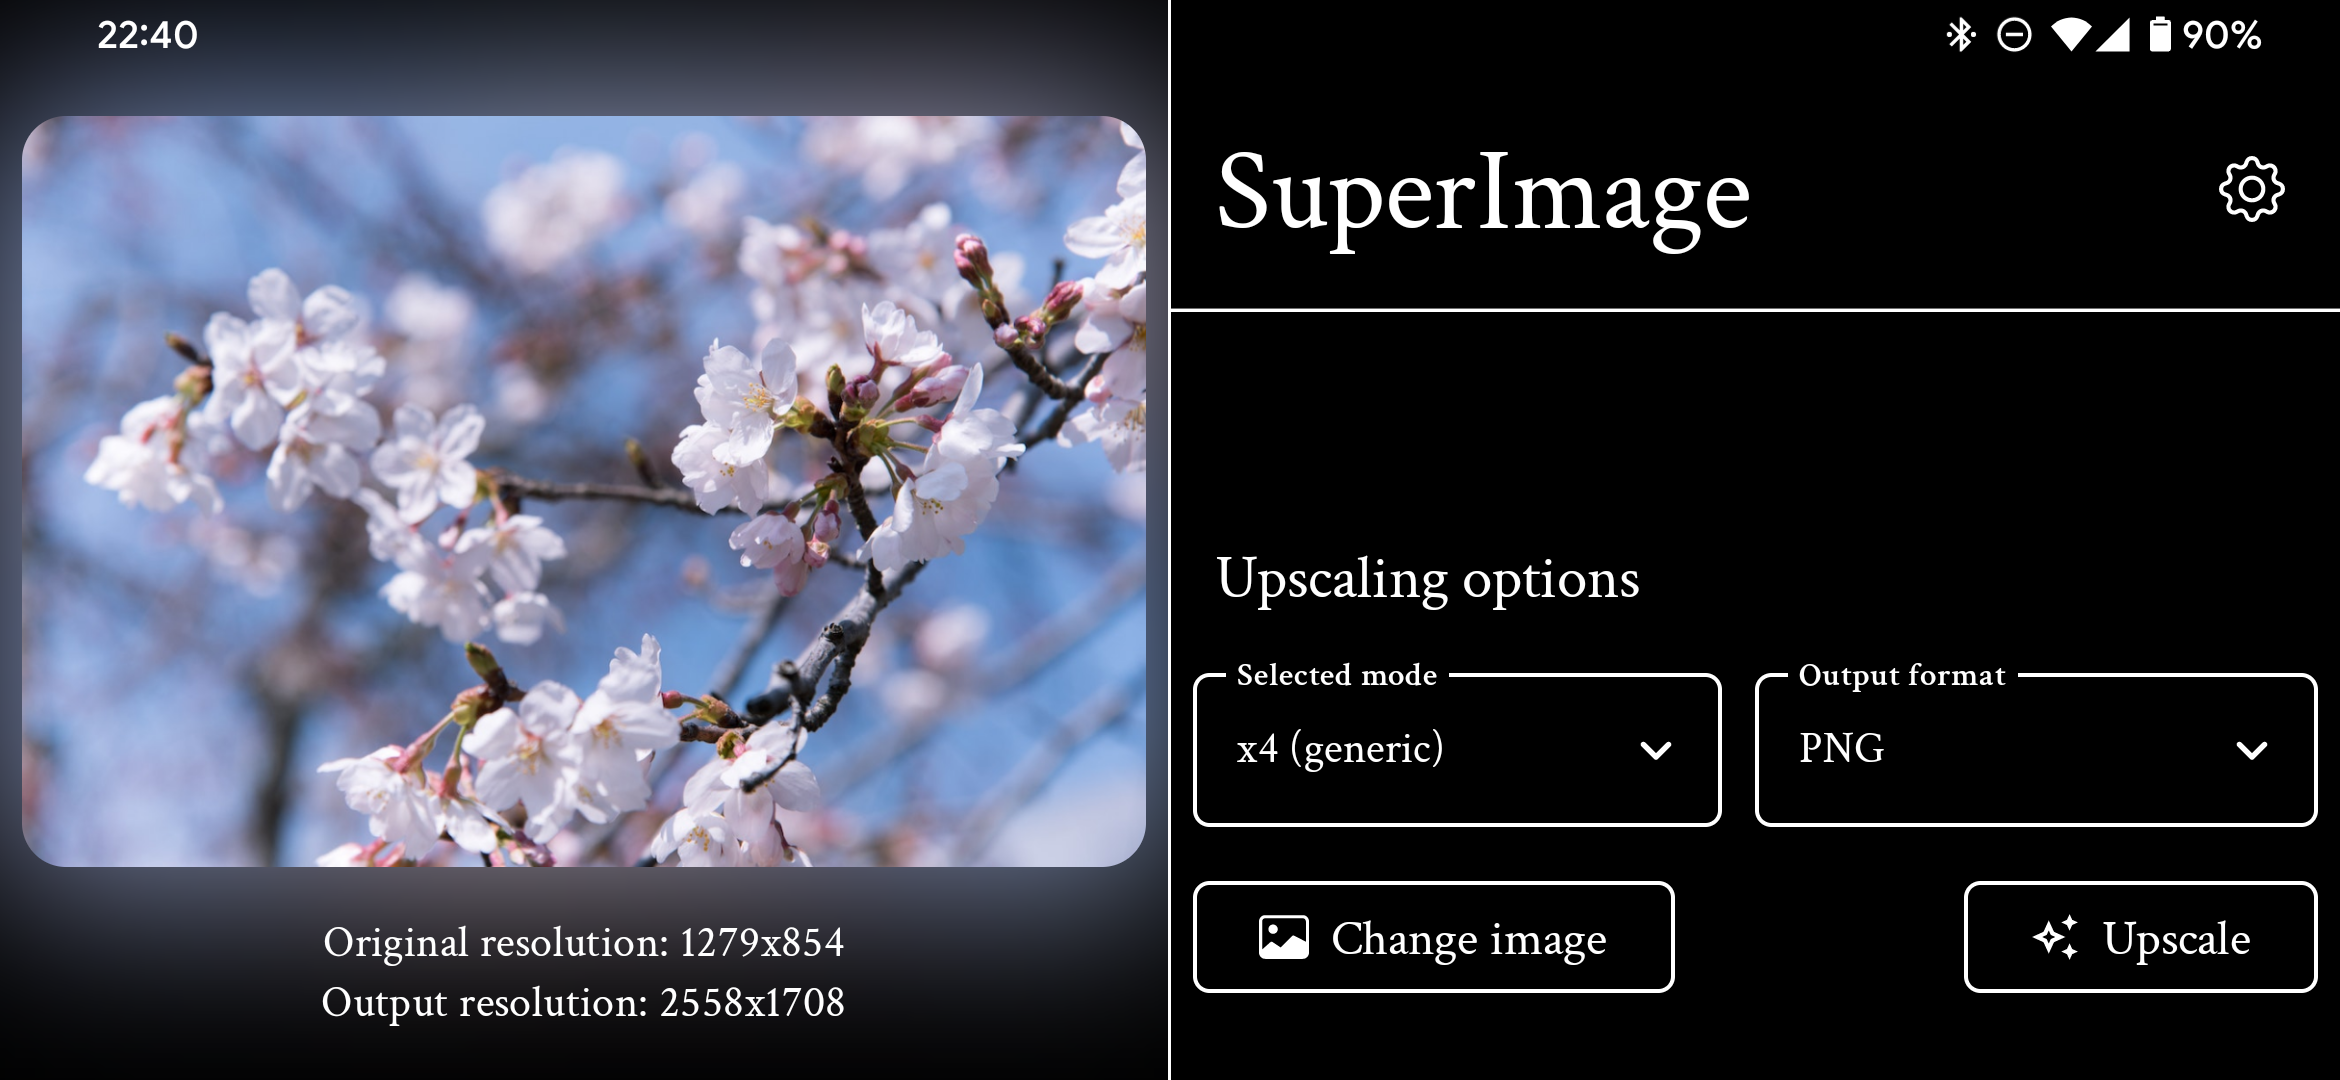 22:40
90%
SuperImage
Upscaling options
Selected mode
x4 (generic)
Output format
PNG
Change image
Upscale
Original resolution: 1279x854
Output resolution: 2558x1708